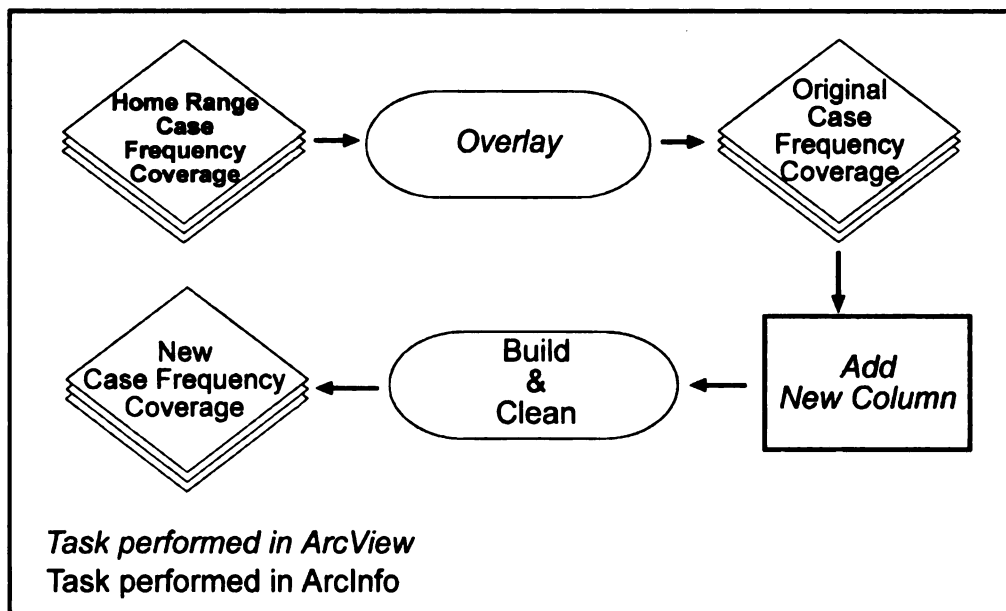 Home Range
Case
Frequency
Coverage
Overlay
Original
Case
Frequency
Coverage
Add
New Column
Build
&
Clean
New
Case Frequency
Coverage
Task performed in ArcView
Task performed in ArcInfo